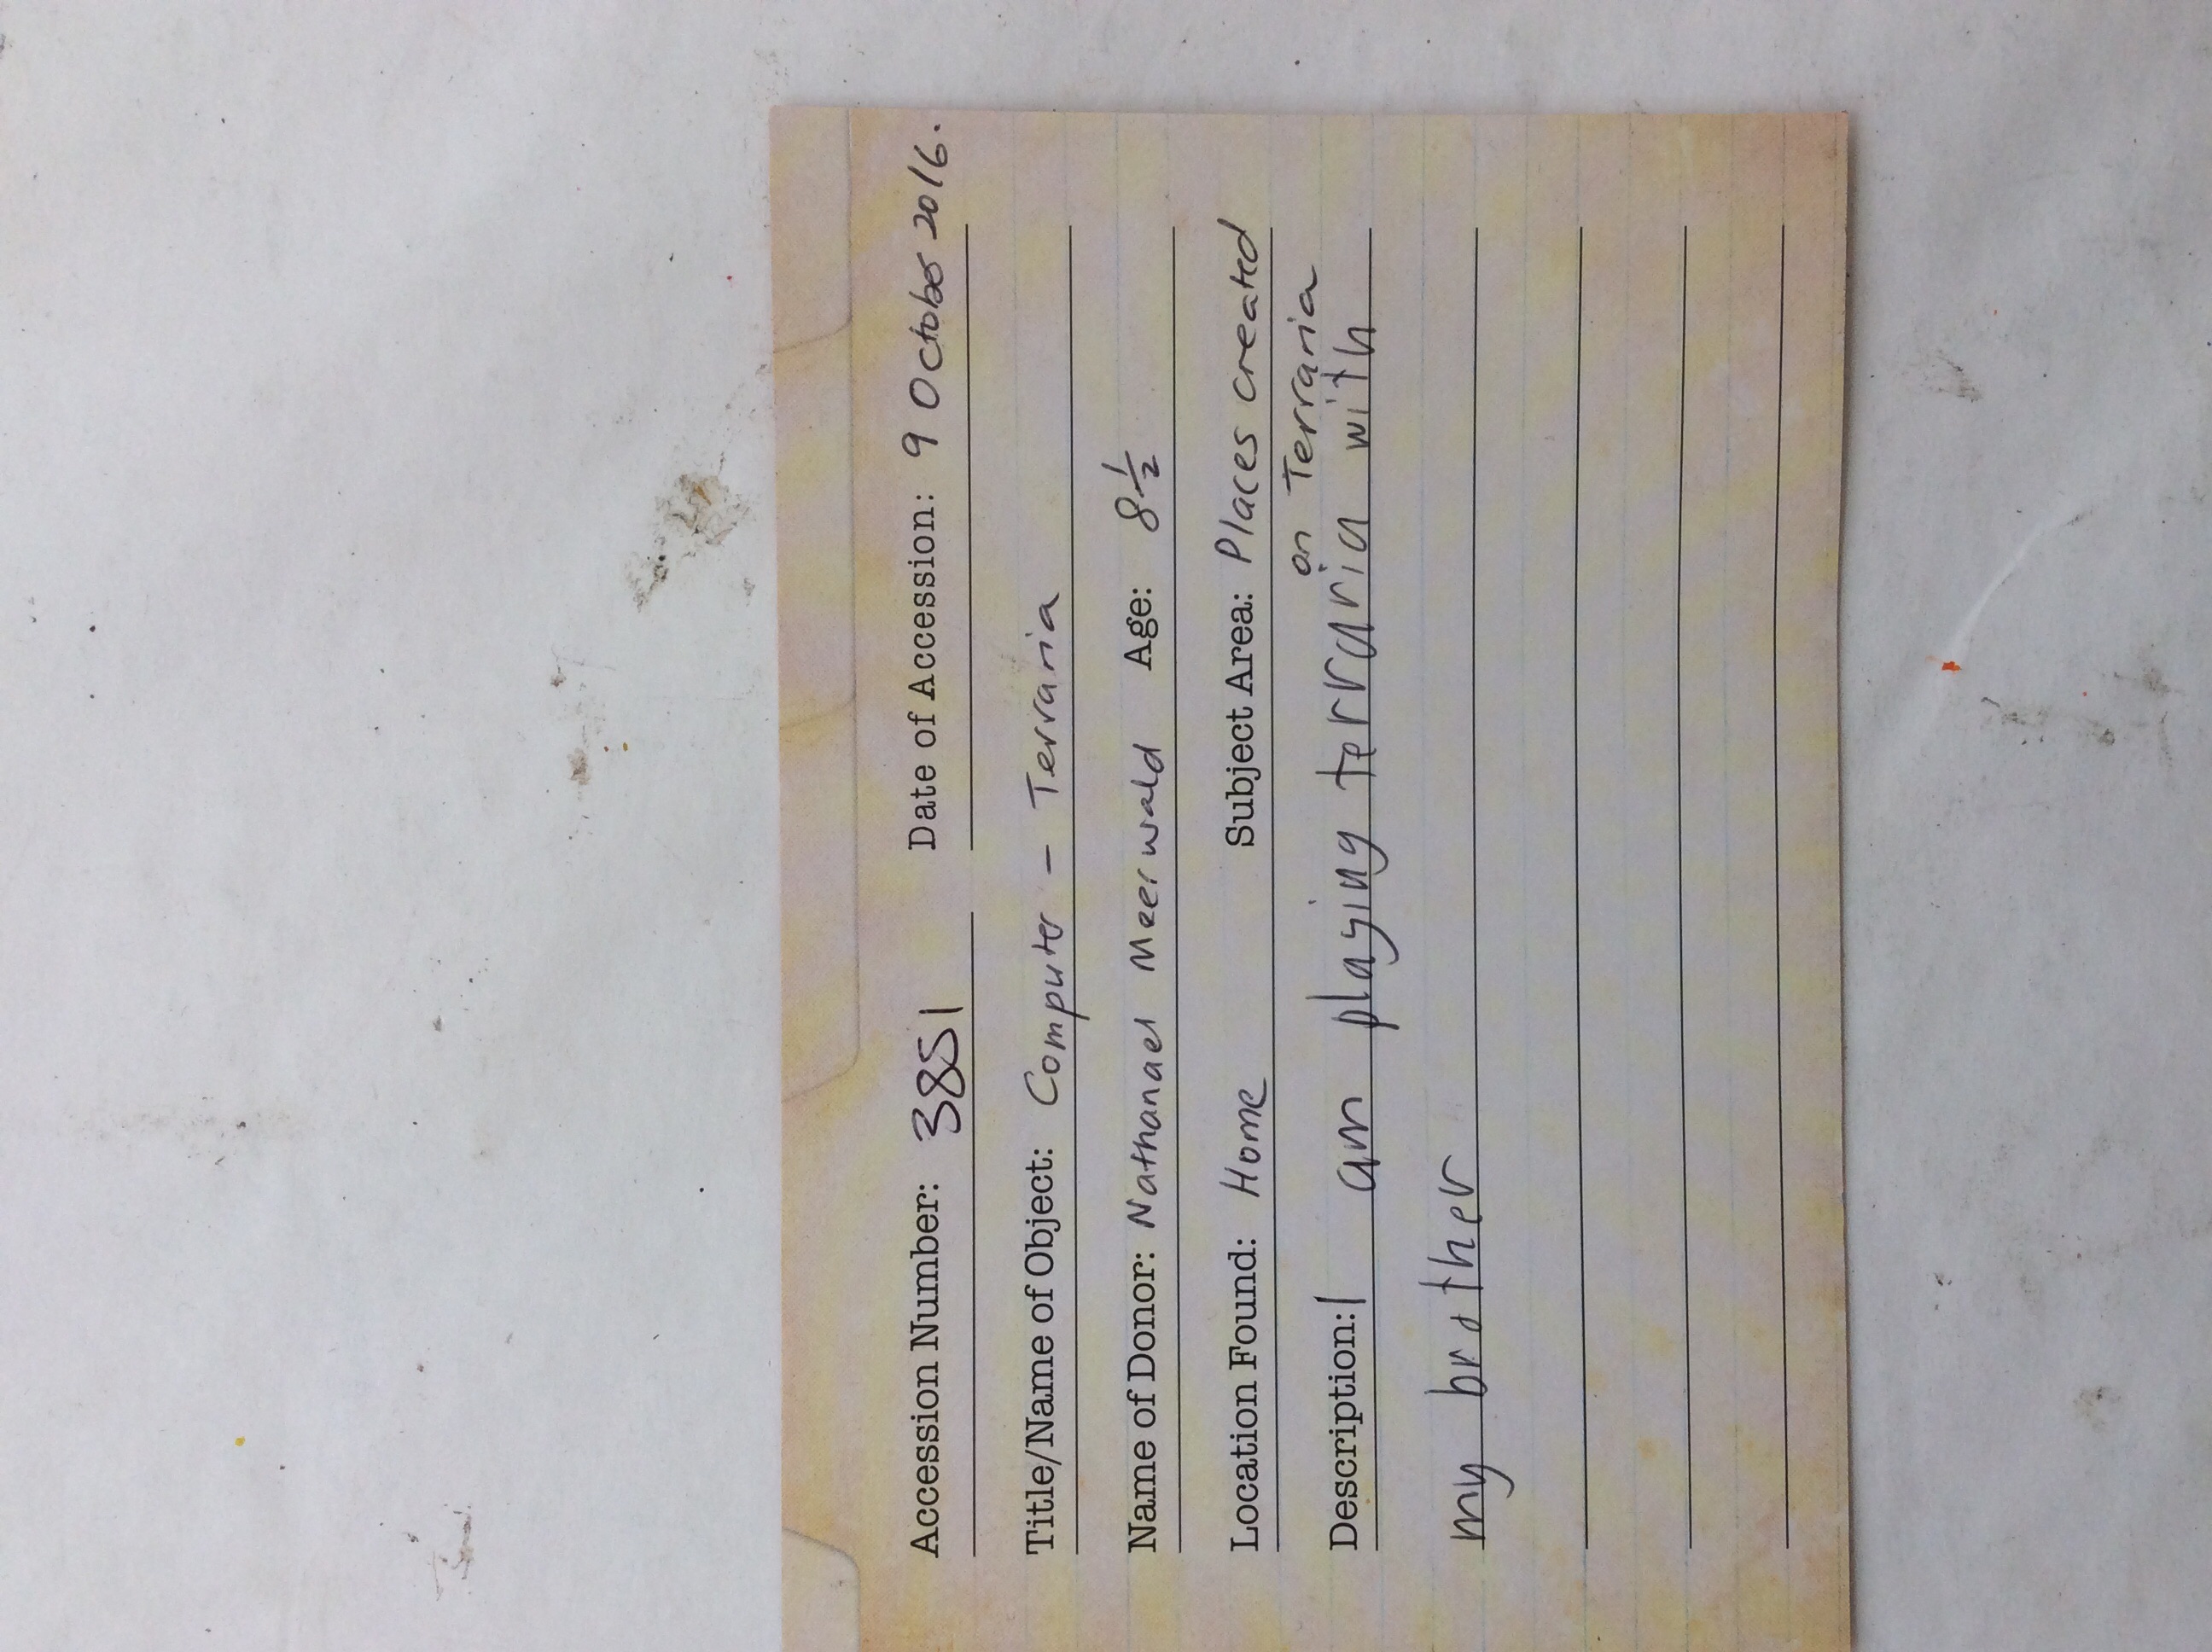 Accession Number: 3851 Date of Accession: 9 October 2016.
Title/Name of Object: Computer - Terraria
Name of Donor: Nathanael Meerwald Age: 8½
Location Found: Home Subject Area: Places created
on Terraria
Description: I am playing terraria with
my brother